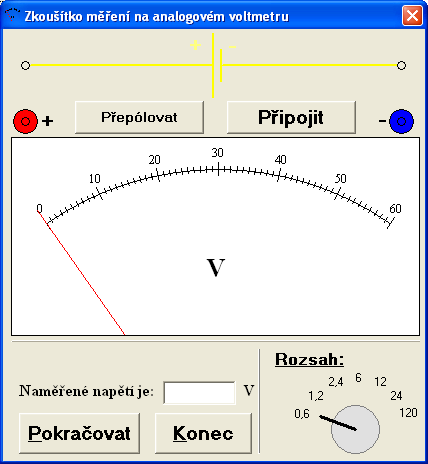 Zkoušítko měření na analogovém voltmetru
+ -
+ Přepólovat Připojit -
0 10 20 30 40 50 60
V
Rozsah:
0,6 1,2 2,4 6 12 24 120
Naměřené napětí je: V
Pokračovat Konec